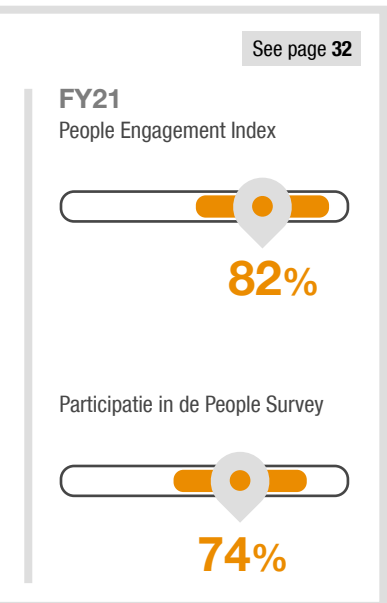 See page 32
FY21
People Engagement Index
82%
Participatie in de People Survey
74%